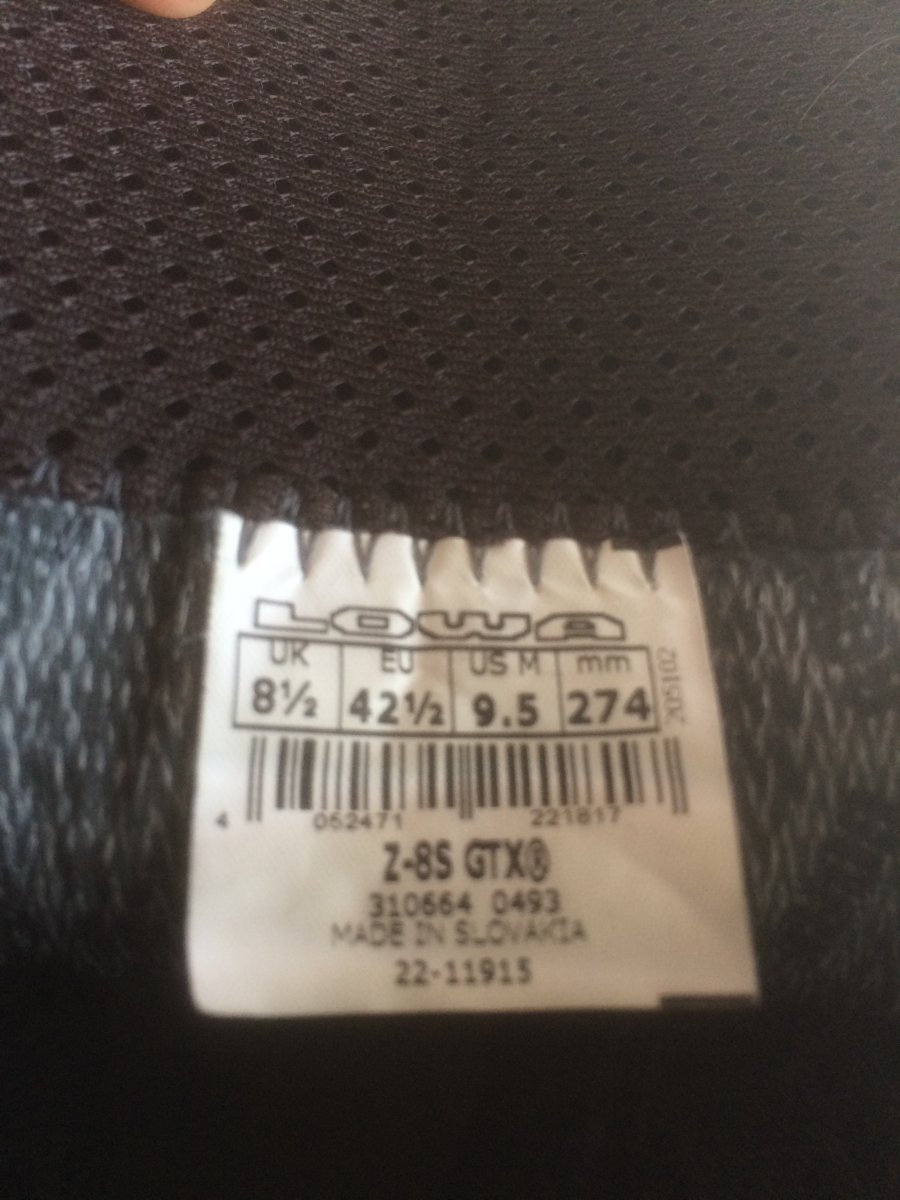 LOWA
UK EU US M mm
8½ 42½ 9.5 274
205102
4 052471 221817
Z-8S GTX®
310664 0493
MADE IN SLOVAKIA
22-11915